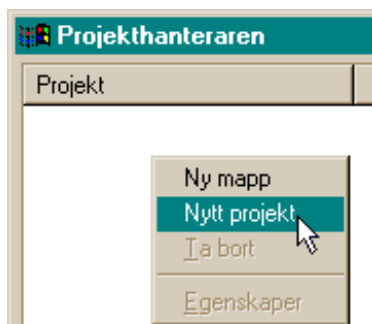 Projekthanteraren
Projekt
Ny mapp
Nytt projekt
Ta bort
Egenskaper